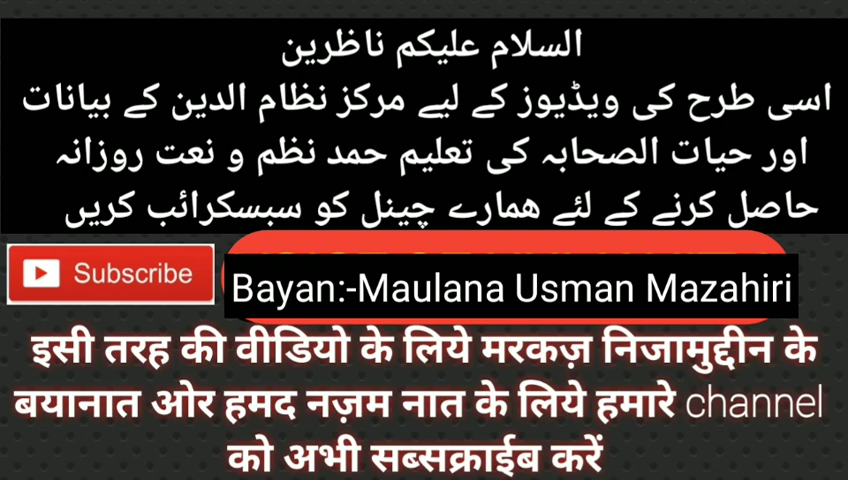 السلام علیکم ناظرین
اسی طرح کی ویڈیوز کے لیے مرکز نظام الدین کے بیانات
اور حیات الصحابہ کی تعلیم حمد نظم و نعت روزانہ
حاصل کرنے کے لئے ھمارے چینل کو سبسکرائب کریں
Subscribe
Bayan:-Maulana Usman Mazahiri
इसी तरह की वीडियो के लिये मरकज़ निजामुद्दीन के
बयानात ओर हमद नज़म नात के लिये हमारे channel
को अभी सब्सक्राईब करें